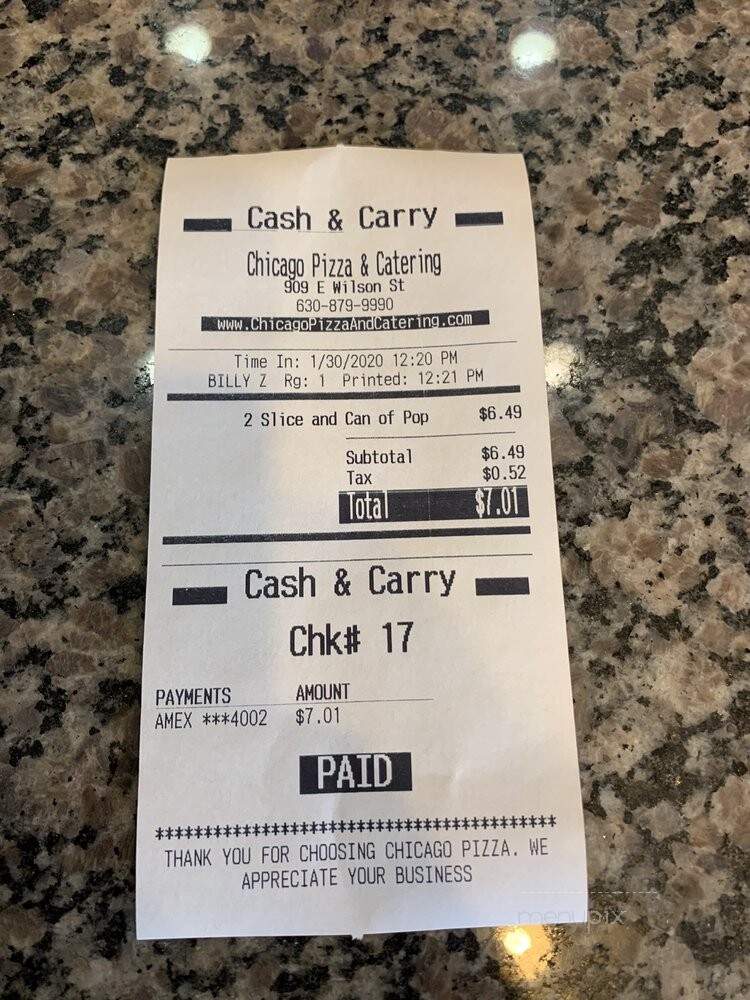 Cash & Carry
Chicago Pizza & Catering
909 E Wilson St
630-879-9990
www.ChicagoPizzaAndCatering.com
Time In: 1/30/2020 12:20 PM
BILLY Z Rg: 1 Printed: 12:21 PM
2 Slice and Can of Pop $6.49
Subtotal $6.49
Tax $0.52
Total $7.01
Cash & Carry
Chk# 17
PAYMENTS AMOUNT
AMEX ***4002 $7.01
PAID
*****************************************
THANK YOU FOR CHOOSING CHICAGO PIZZA. WE
APPRECIATE YOUR BUSINESS
menupix